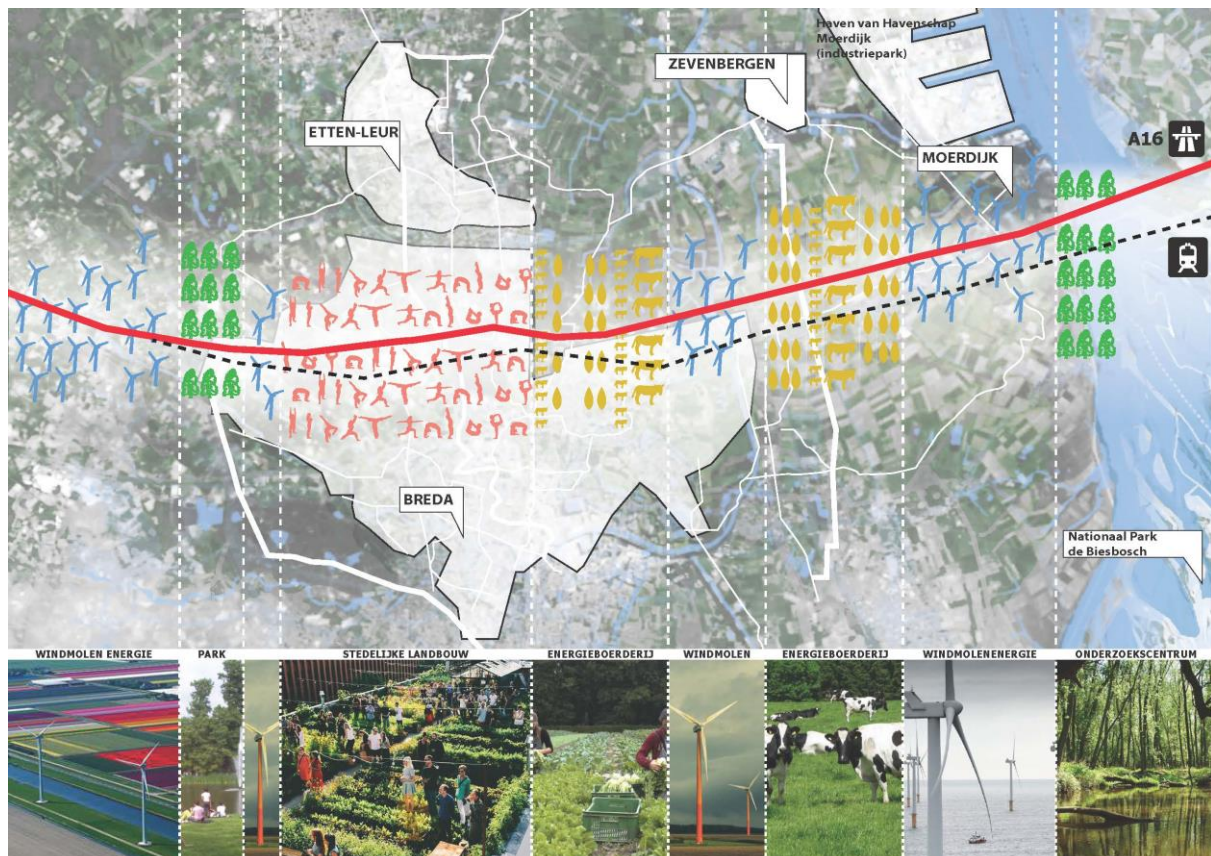 Haven van Havenschap
Moerdijk
(industriepark)
ZEVENBERGEN
ETTEN-LEUR
MOERDIJK
A16
BREDA
Nationaal Park
de Biesbosch
WINDMOLEN ENERGIE
PARK
STEDELIJKE LANDBOUW
ENERGIEBOERDERIJ
WINDMOLEN
ENERGIEBOERDERIJ
WINDMOLENENERGIE
ONDERZOEKSCENTRUM